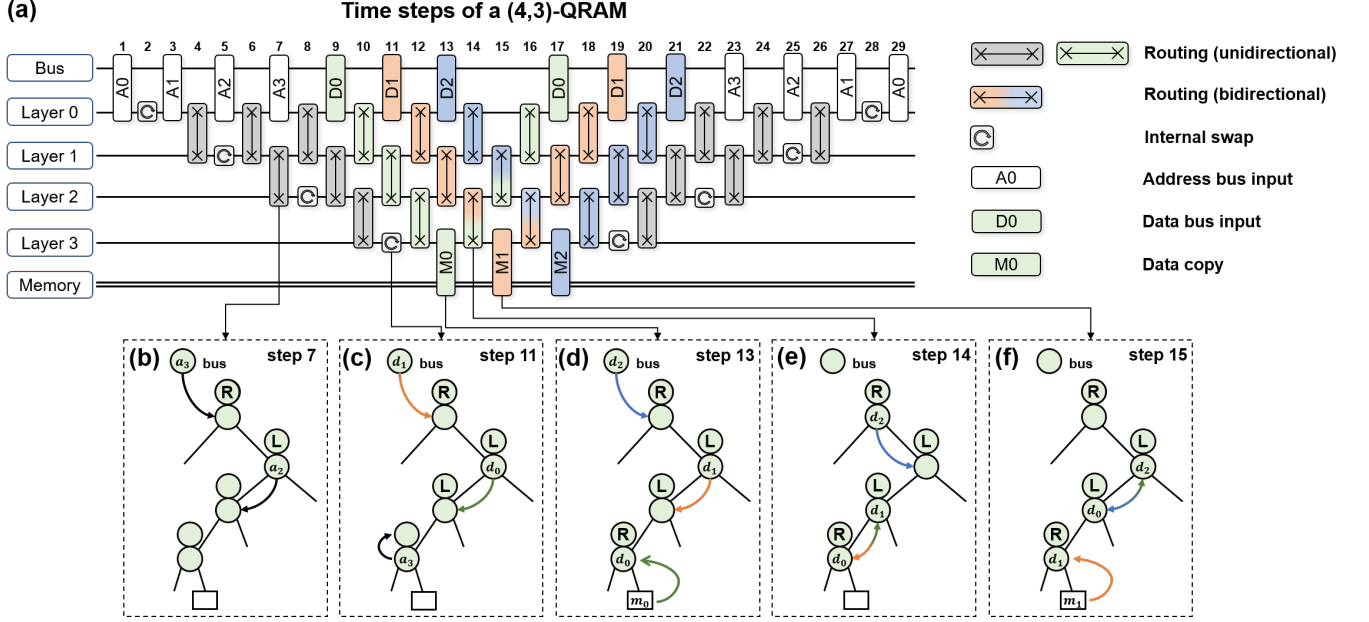 (a)
Time steps of a (4,3)-QRAM
1 2 3 4 5 6 7 8 9 10 11 12 13 14 15 16 17 18 19 20 21 22 23 24 25 26 27 28 29
Bus A0 A1 A2 A3 D0 D1 D2 D0 D1 D2 A3 A2 A1 A0
Layer 0
Layer 1
Layer 2
Layer 3
M0 M1 M2
Memory
Routing (unidirectional)
Routing (bidirectional)
Internal swap
A0 Address bus input
D0 Data bus input
M0 Data copy
(b) a₃ bus step 7
R
L
a₂
(c) d₁ bus step 11
R
L
d₀
L
a₃
(d) d₂ bus step 13
R
L
d₁
L
R
d₀
m₀
(e) bus step 14
R
d₂
L
L
d₁
R
d₀
(f) bus step 15
R
L
d₂
L
d₀
R
d₁
m₁